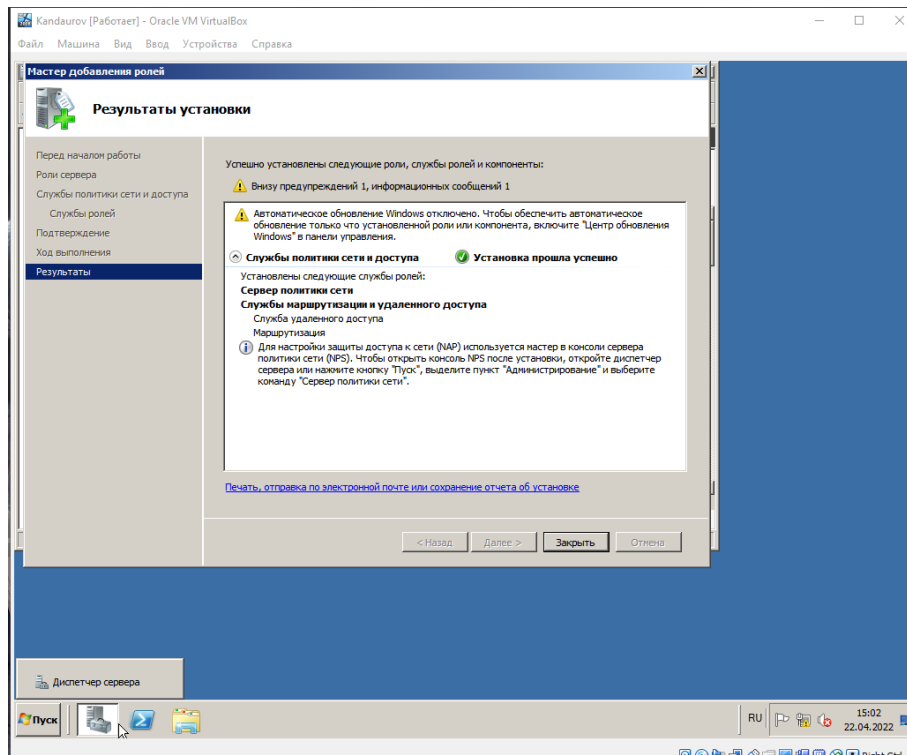 Kandaurov [Работает] - Oracle VM VirtualBox
Файл Машина Вид Ввод Устройства Справка
Мастер добавления ролей
Результаты установки
Перед началом работы
Роли сервера
Службы политики сети и доступа
Службы ролей
Подтверждение
Ход выполнения
Результаты
Успешно установлены следующие роли, службы ролей и компоненты:
Внизу предупреждений 1, информационных сообщений 1
Автоматическое обновление Windows отключено. Чтобы обеспечить автоматическое
обновление только что установленной роли или компонента, включите "Центр обновления
Windows" в панели управления.
Службы политики сети и доступа Установка прошла успешно
Установлены следующие службы ролей:
Сервер политики сети
Службы маршрутизации и удаленного доступа
Служба удаленного доступа
Маршрутизация
Для настройки защиты доступа к сети (NAP) используется мастер в консоли сервера
политики сети (NPS). Чтобы открыть консоль NPS после установки, откройте диспетчер
сервера или нажмите кнопку "Пуск", выделите пункт "Администрирование" и выберите
команду "Сервер политики сети".
Печать, отправка по электронной почте или сохранение отчета об установке
< Назад Далее > Закрыть Отмена
Диспетчер сервера
Пуск
RU
15:02
22.04.2022
Right Ctrl